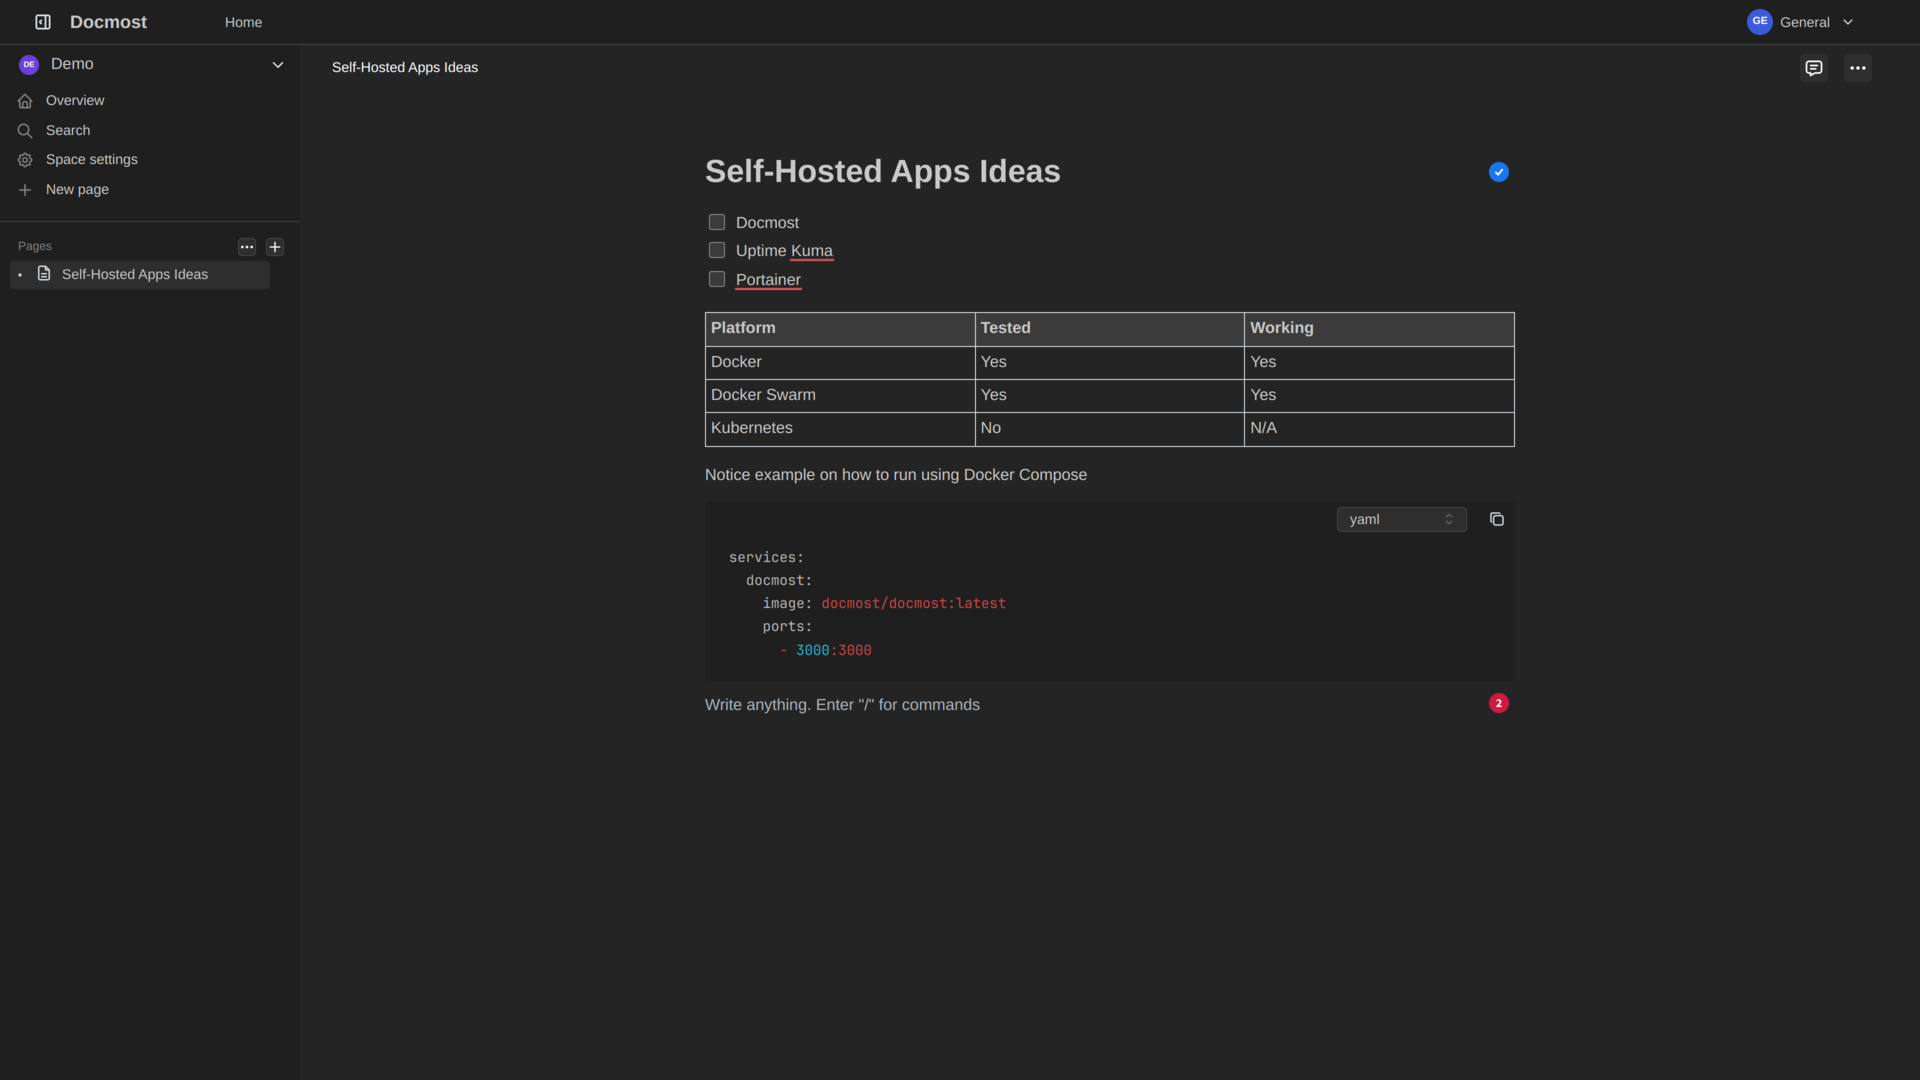 Docmost
Home
GE General
DE Demo
Overview
Search
Space settings
New page
Pages
Self-Hosted Apps Ideas
Self-Hosted Apps Ideas
Self-Hosted Apps Ideas
Docmost
Uptime Kuma
Portainer
Platform Tested Working
Docker Yes Yes
Docker Swarm Yes Yes
Kubernetes No N/A
Notice example on how to run using Docker Compose
yaml
services:
  docmost:
    image: docmost/docmost:latest
    ports:
      - 3000:3000
Write anything. Enter "/" for commands
2